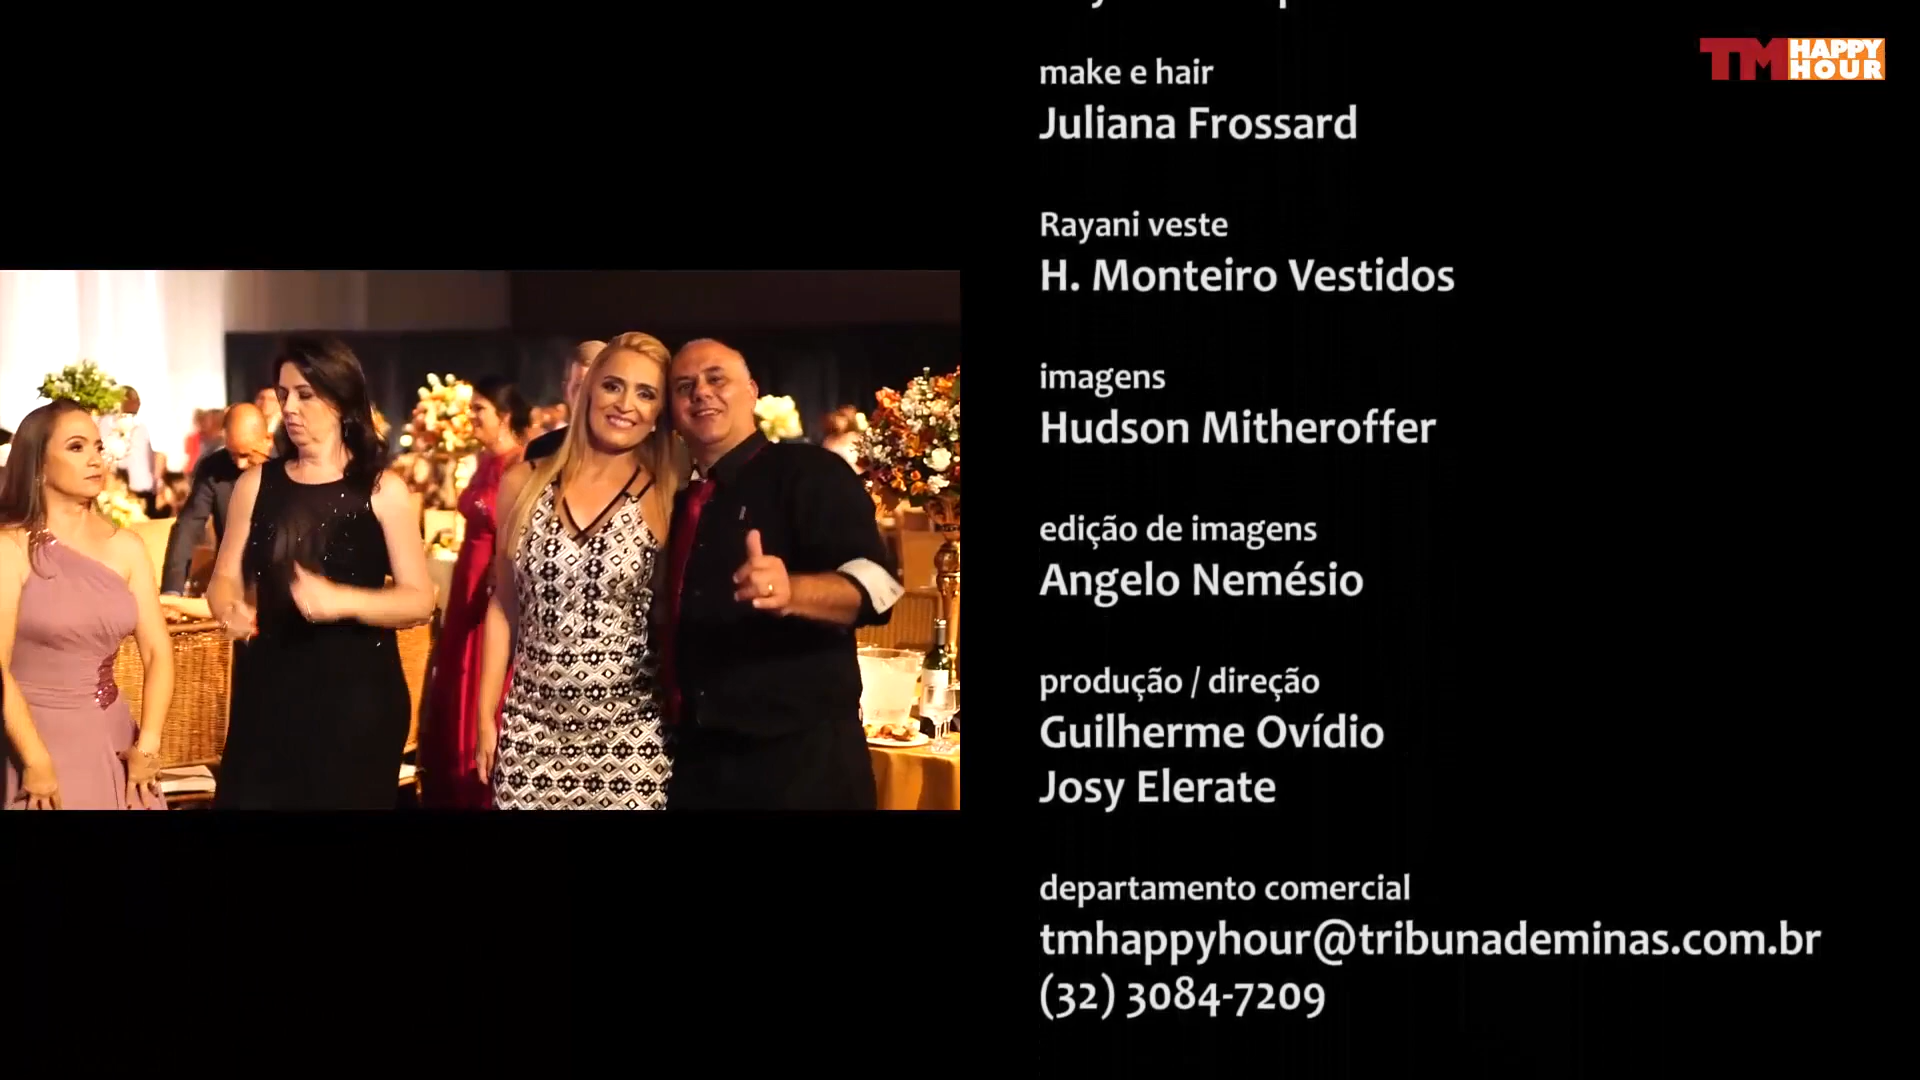 TM HAPPY
HOUR
make e hair
Juliana Frossard
Rayani veste
H. Monteiro Vestidos
imagens
Hudson Mitheroffer
edição de imagens
Angelo Nemésio
produção / direção
Guilherme Ovídio
Josy Elerate
departamento comercial
tmhappyhour@tribunademinas.com.br
(32) 3084-7209